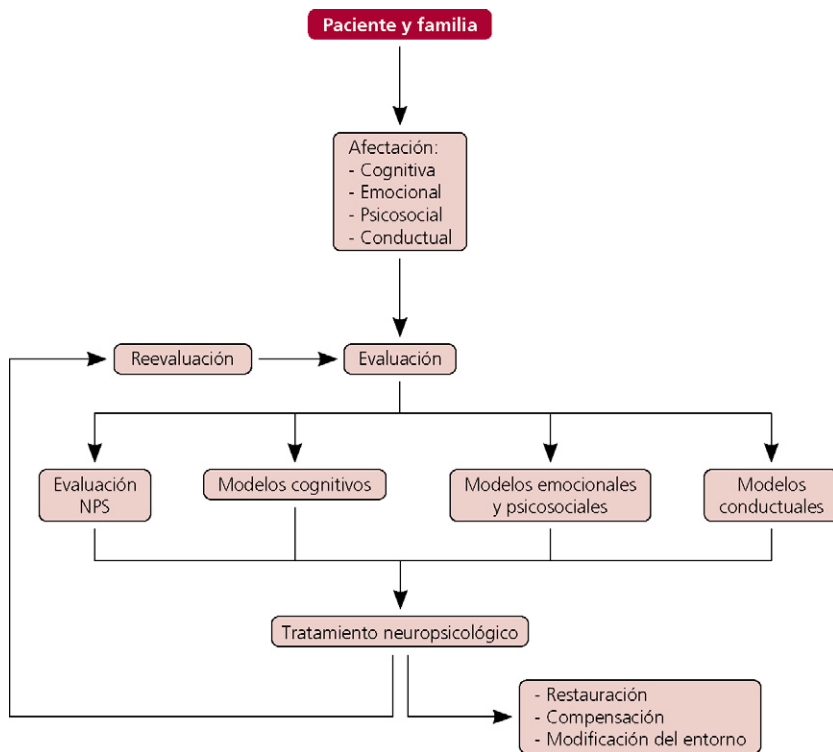 Paciente y familia
Afectación:
- Cognitiva
- Emocional
- Psicosocial
- Conductual
Reevaluación
Evaluación
Evaluación
NPS
Modelos cognitivos
Modelos emocionales
y psicosociales
Modelos
conductuales
Tratamiento neuropsicológico
- Restauración
- Compensación
- Modificación del entorno